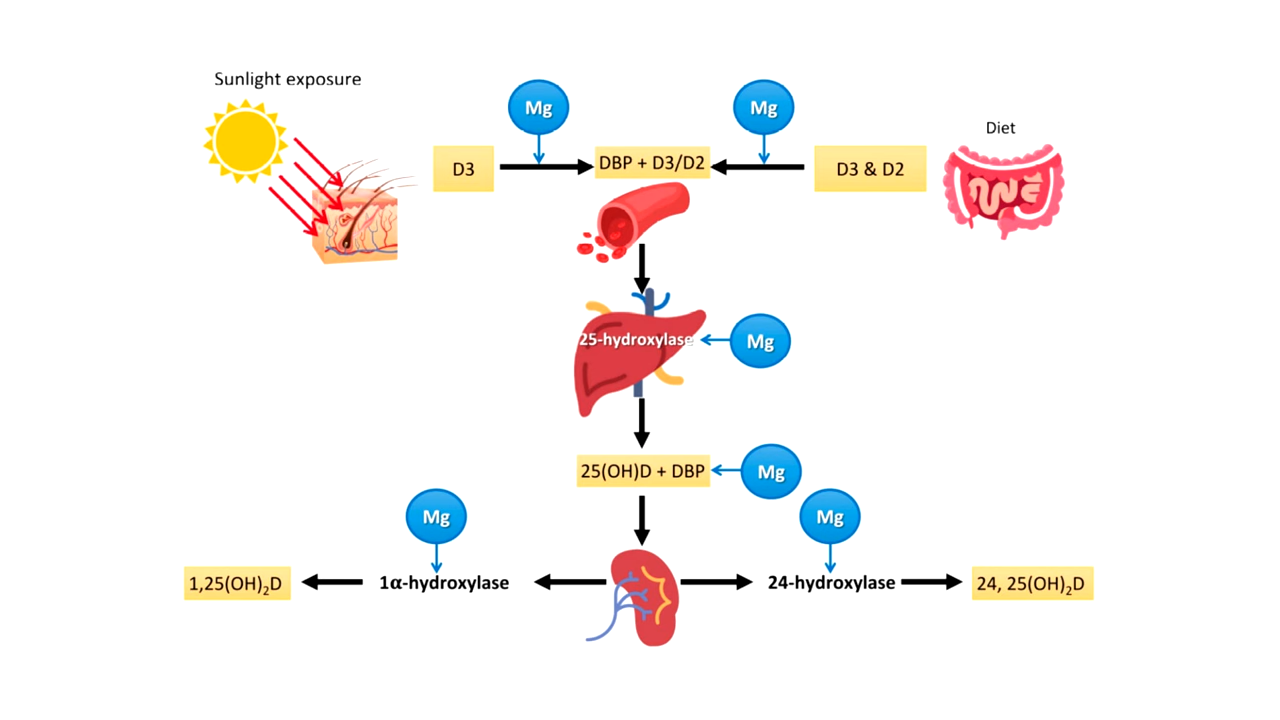 Sunlight exposure
Mg
Mg
Diet
D3
DBP + D3/D2
D3 & D2
25-hydroxylase
Mg
25(OH)D + DBP
Mg
Mg
Mg
1,25(OH)₂D
1α-hydroxylase
24-hydroxylase
24, 25(OH)₂D